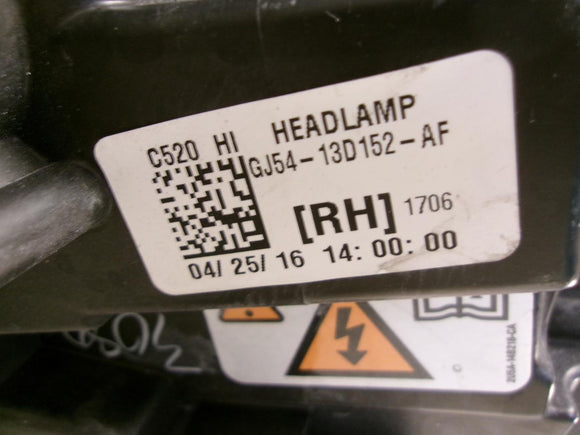 C520 HI HEADLAMP
GJ54-13D152-AF
[RH] 1706
04/ 25/ 16 14: 00: 00